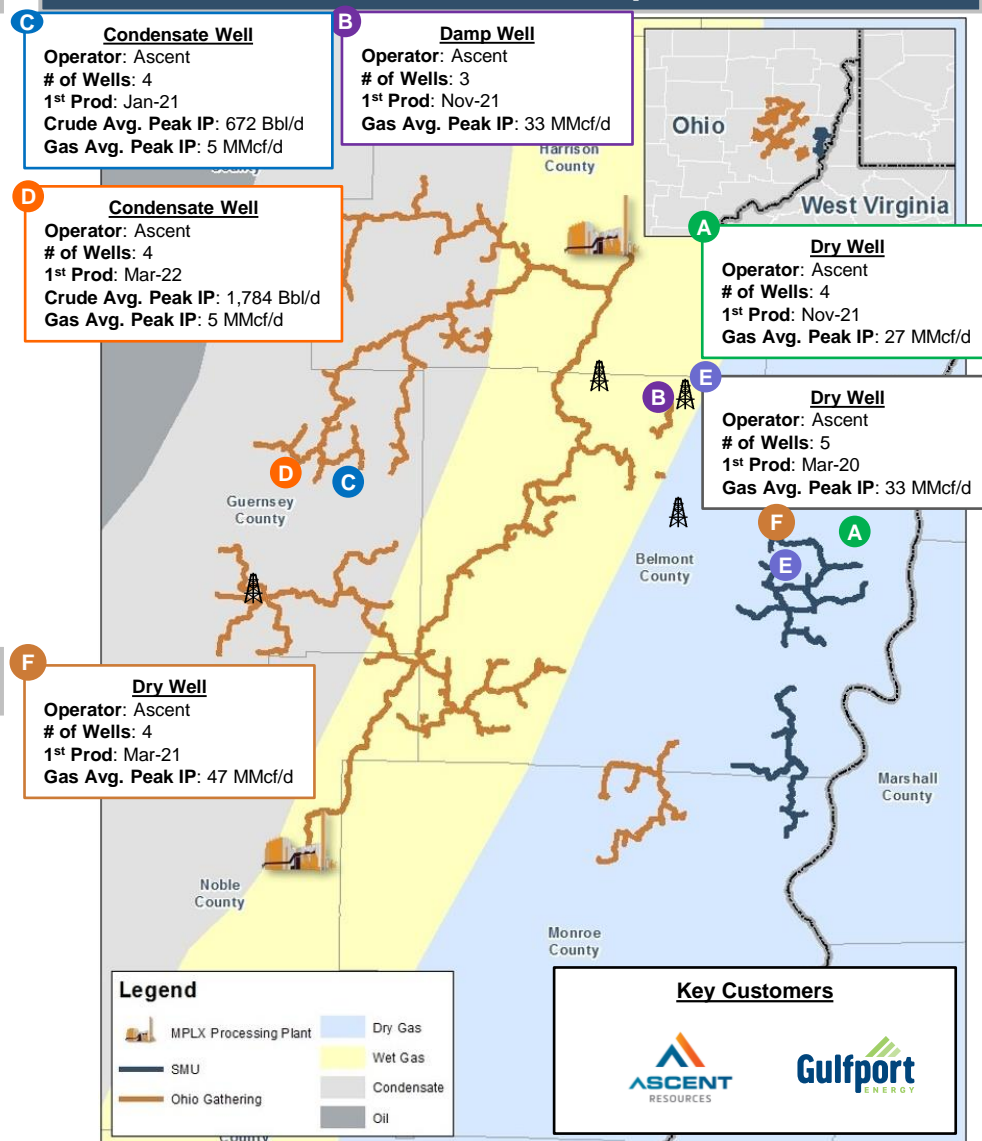 C
Condensate Well
Operator: Ascent
# of Wells: 4
1st Prod: Jan-21
Crude Avg. Peak IP: 672 Bbl/d
Gas Avg. Peak IP: 5 MMcf/d
B
Damp Well
Operator: Ascent
# of Wells: 3
1st Prod: Nov-21
Gas Avg. Peak IP: 33 MMcf/d
Ohio
West Virginia
Harrison
County
D
Condensate Well
Operator: Ascent
# of Wells: 4
1st Prod: Mar-22
Crude Avg. Peak IP: 1,784 Bbl/d
Gas Avg. Peak IP: 5 MMcf/d
A
Dry Well
Operator: Ascent
# of Wells: 4
1st Prod: Nov-21
Gas Avg. Peak IP: 27 MMcf/d
E
Dry Well
Operator: Ascent
# of Wells: 5
1st Prod: Mar-20
Gas Avg. Peak IP: 33 MMcf/d
B
D
C
Guernsey
County
F
A
E
Belmont
County
F
Dry Well
Operator: Ascent
# of Wells: 4
1st Prod: Mar-21
Gas Avg. Peak IP: 47 MMcf/d
Marshall
County
Noble
County
Monroe
County
Legend
MPLX Processing Plant
SMU
Ohio Gathering
Dry Gas
Wet Gas
Condensate
Oil
County
Key Customers
ASCENT
RESOURCES
Gulfport
ENERGY